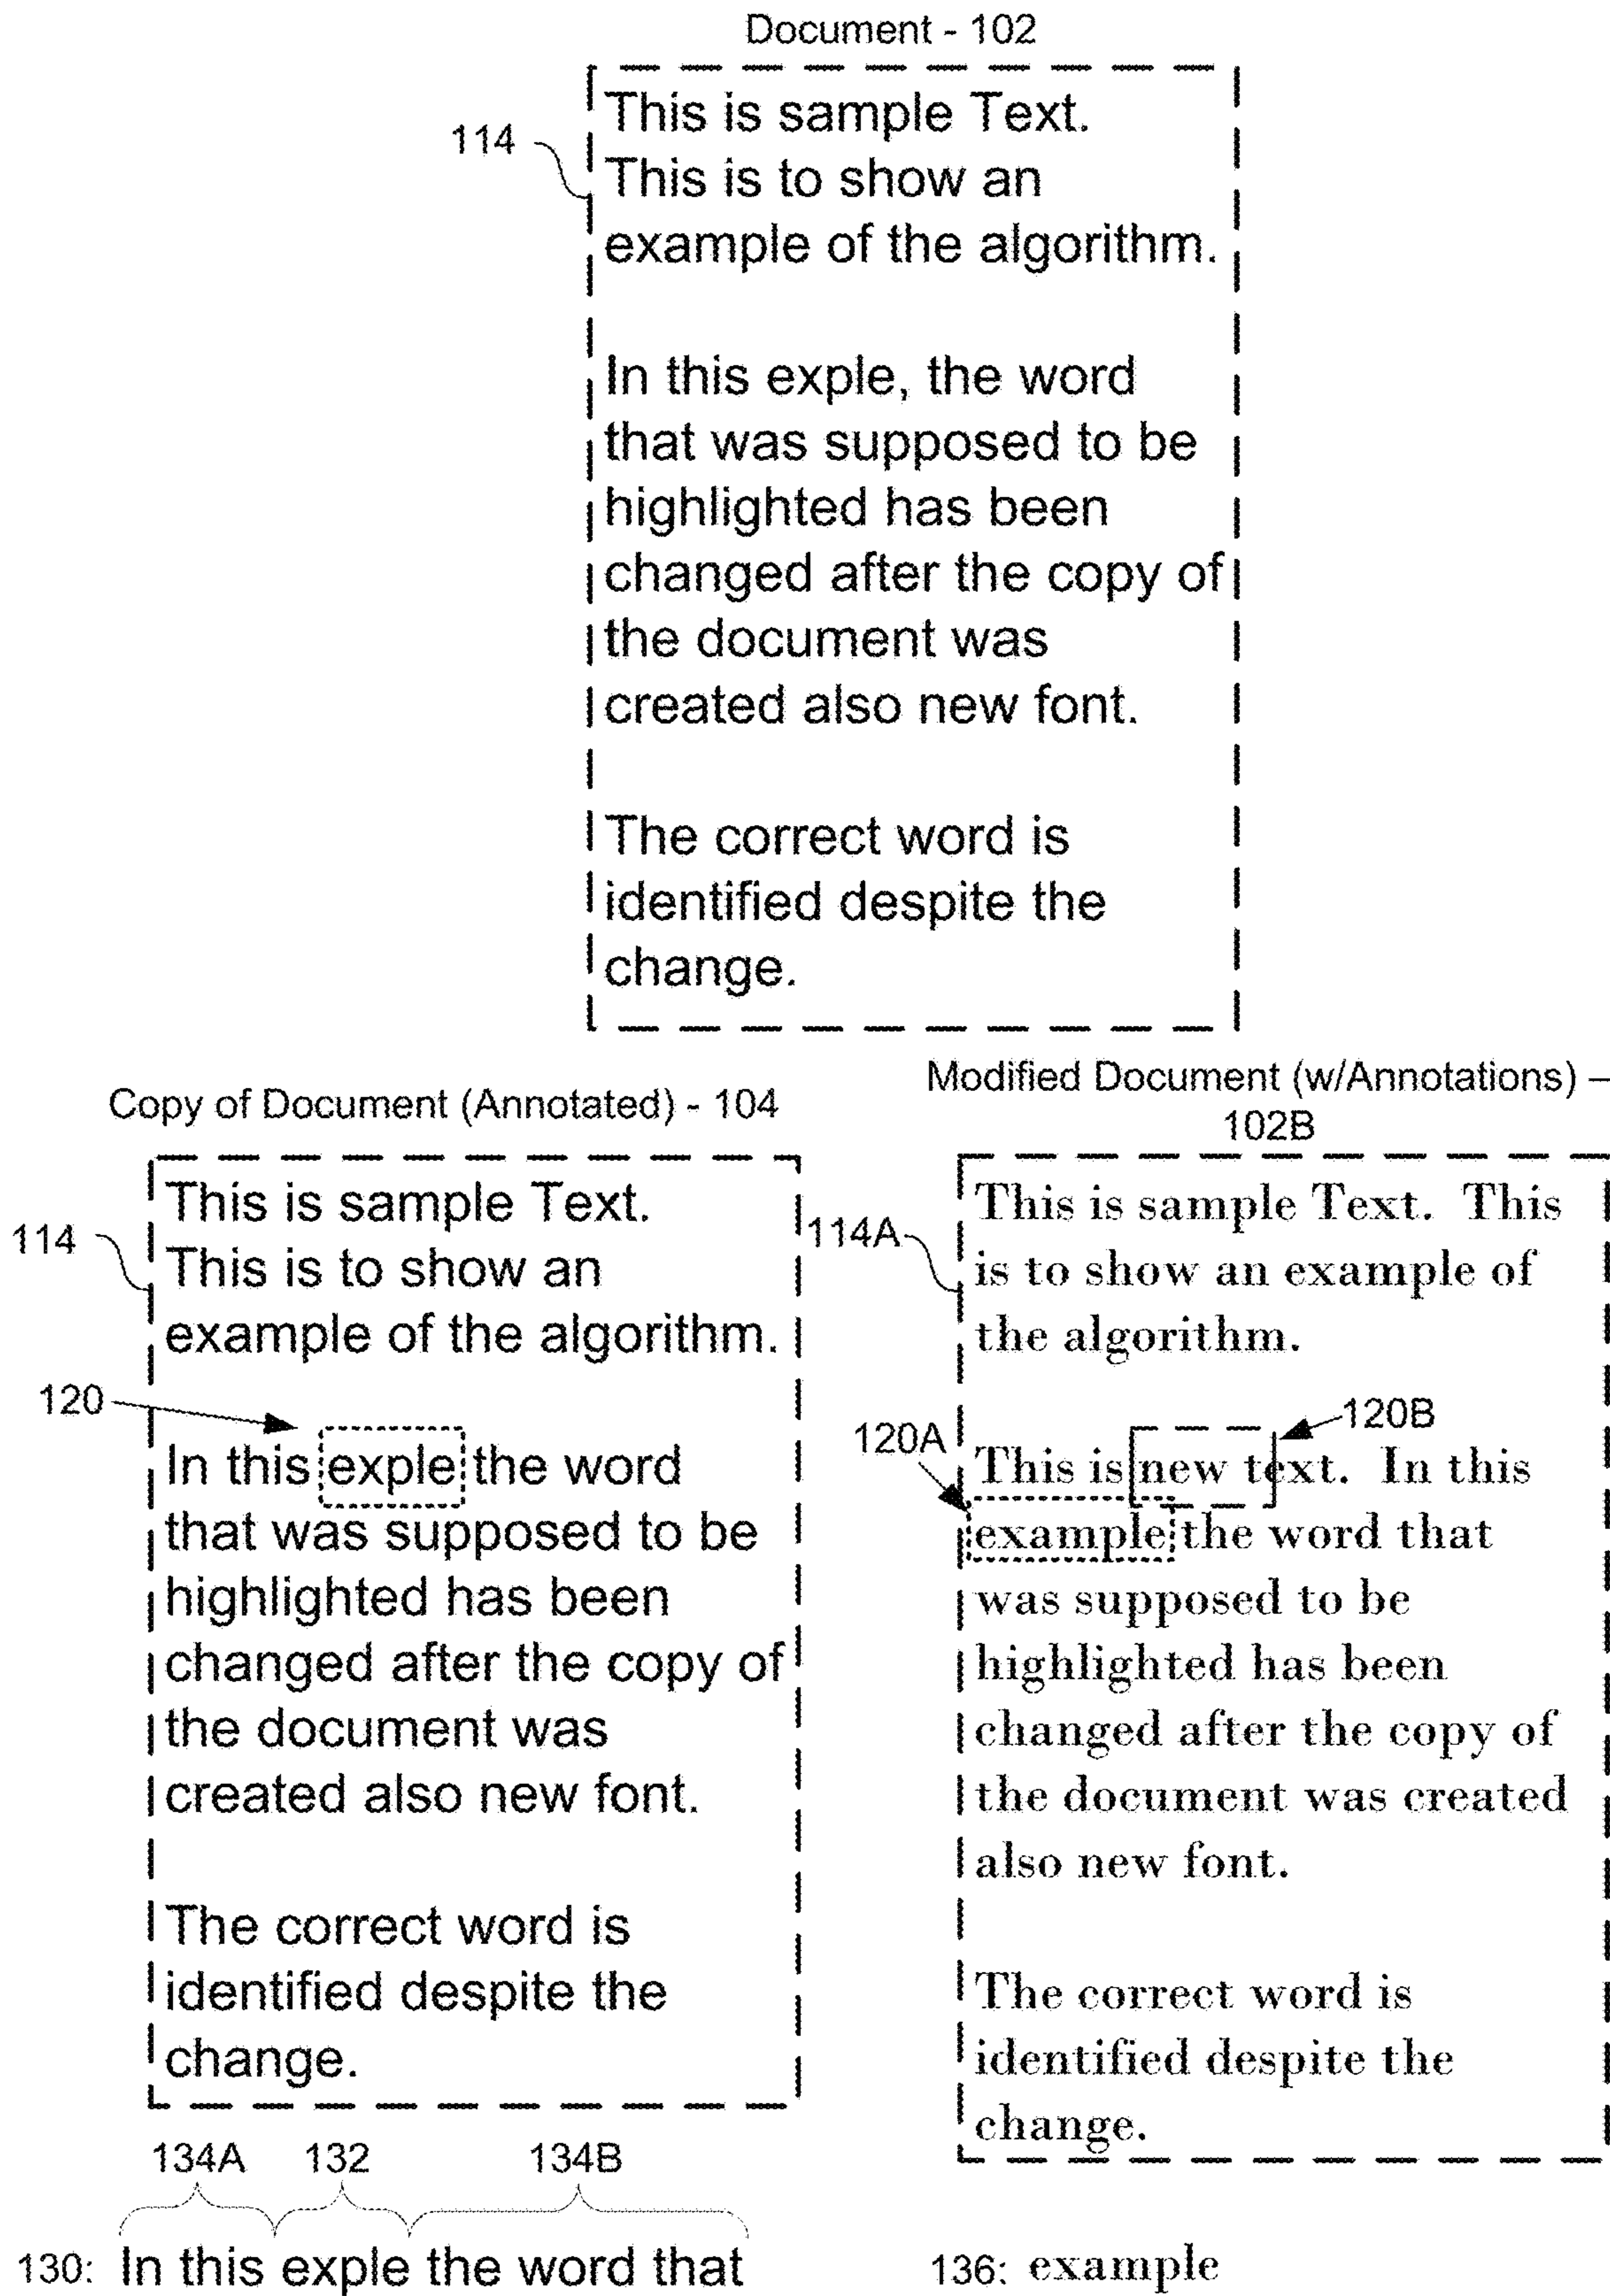 Document - 102
114
This is sample Text.
This is to show an
example of the algorithm.
In this exple, the word
that was supposed to be
highlighted has been
changed after the copy of
the document was
created also new font.
The correct word is
identified despite the
change.
Copy of Document (Annotated) - 104
114
This is sample Text.
This is to show an
example of the algorithm.
120
In this exple the word
that was supposed to be
highlighted has been
changed after the copy of
the document was
created also new font.
The correct word is
identified despite the
change.
134A 132 134B
130: In this exple the word that
Modified Document (w/Annotations) –
102B
114A
This is sample Text. This
is to show an example of
the algorithm.
120A
120B
This is new text. In this
example the word that
was supposed to be
highlighted has been
changed after the copy of
the document was created
also new font.
The correct word is
identified despite the
change.
136: example